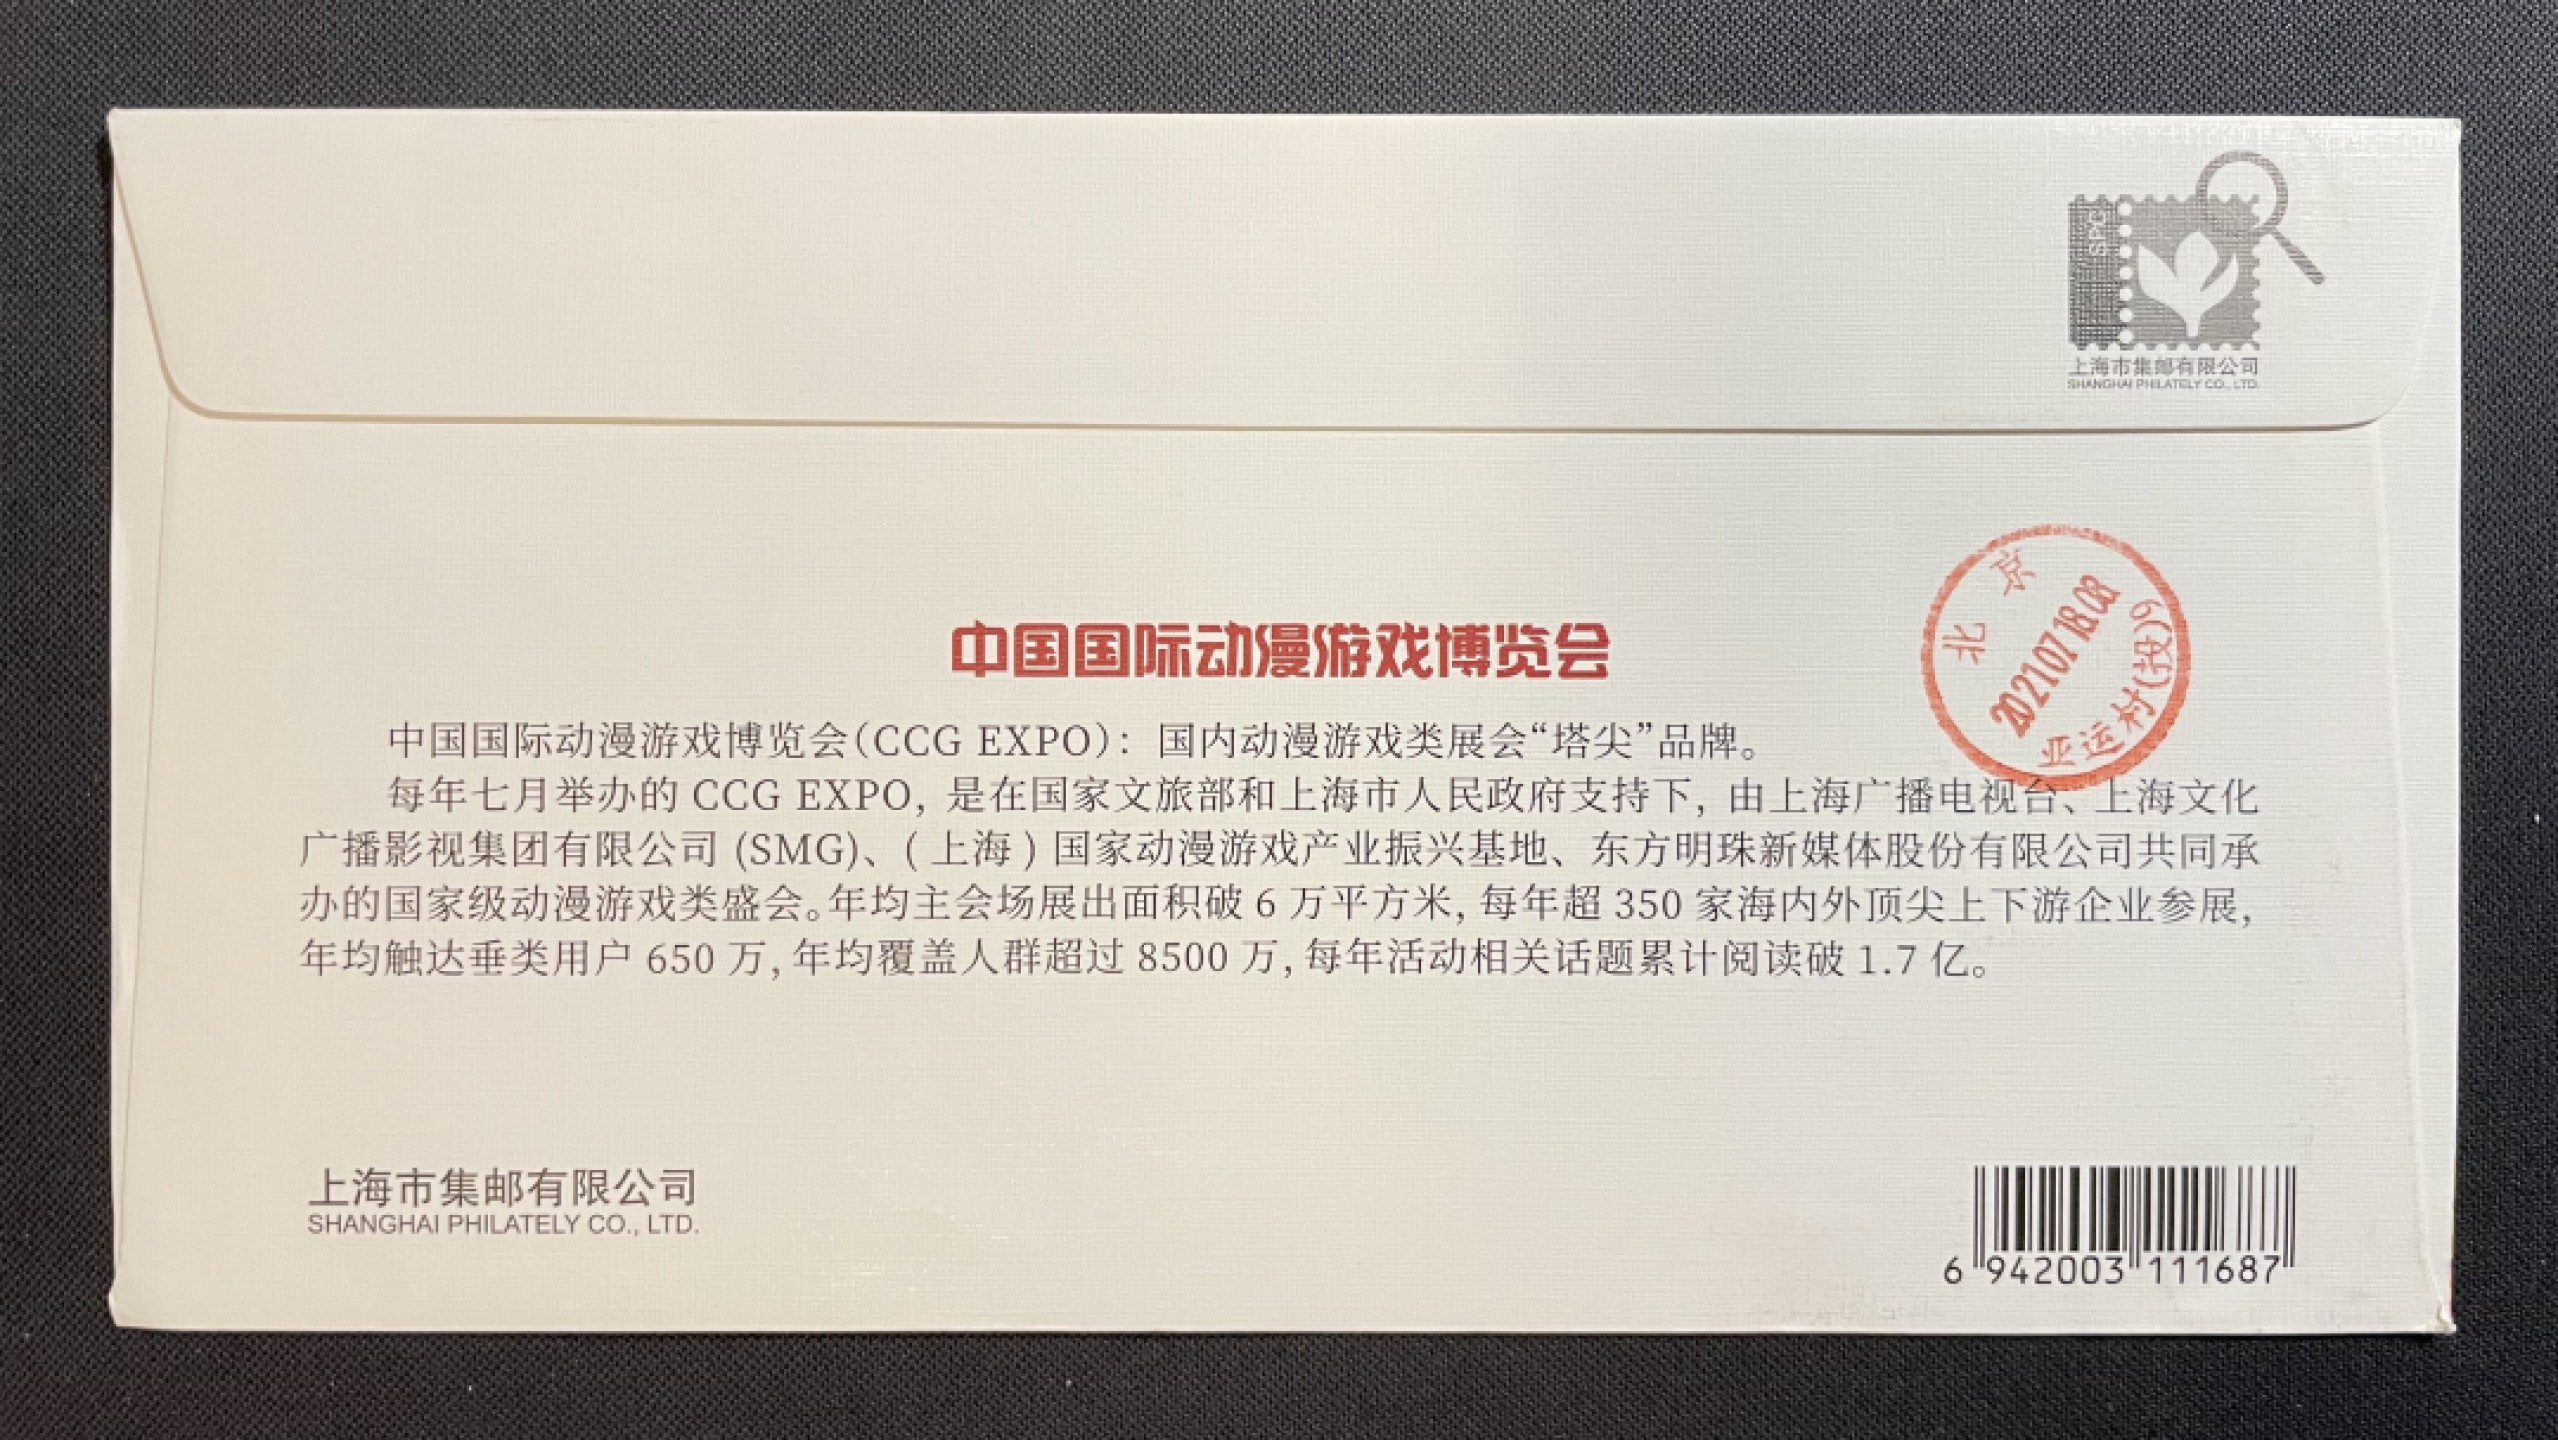 SPC
上海市集邮有限公司
SHANGHAI PHILATELY CO., LTD.
北京
2021.07.18.08
亚运村(投)6
中国国际动漫游戏博览会
中国国际动漫游戏博览会(CCG EXPO)：国内动漫游戏类展会“塔尖”品牌。
每年七月举办的 CCG EXPO, 是在国家文旅部和上海市人民政府支持下, 由上海广播电视台、上海文化
广播影视集团有限公司 (SMG)、( 上海 ) 国家动漫游戏产业振兴基地、东方明珠新媒体股份有限公司共同承
办的国家级动漫游戏类盛会。年均主会场展出面积破 6 万平方米, 每年超 350 家海内外顶尖上下游企业参展,
年均触达垂类用户 650 万, 年均覆盖人群超过 8500 万, 每年活动相关话题累计阅读破 1.7 亿。
上海市集邮有限公司
SHANGHAI PHILATELY CO., LTD.
6 942003 111687